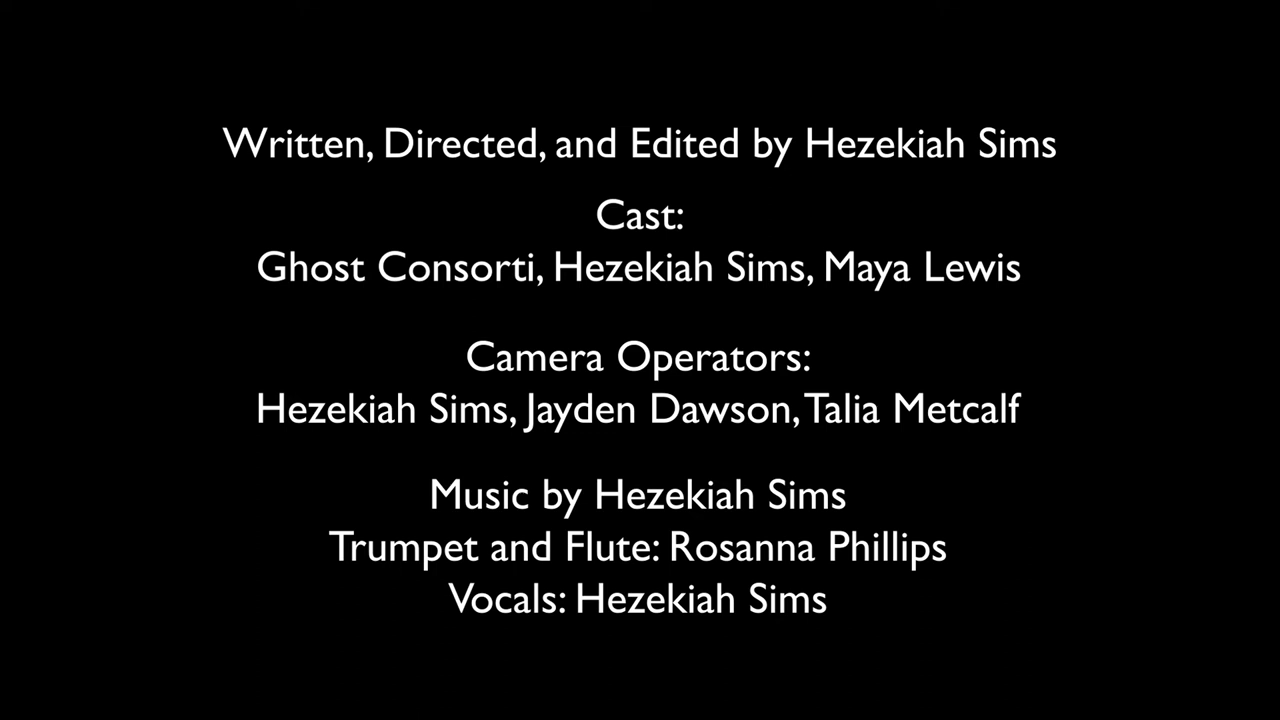 Written, Directed, and Edited by Hezekiah Sims
Cast:
Ghost Consorti, Hezekiah Sims, Maya Lewis
Camera Operators:
Hezekiah Sims, Jayden Dawson, Talia Metcalf
Music by Hezekiah Sims
Trumpet and Flute: Rosanna Phillips
Vocals: Hezekiah Sims